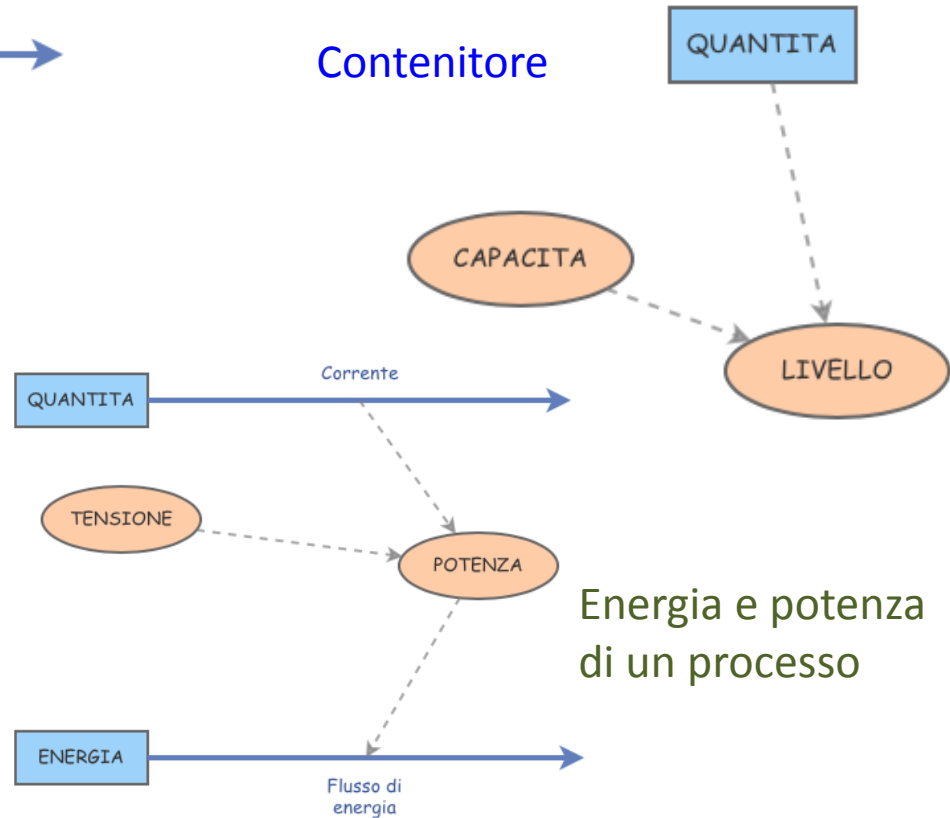 Contenitore
QUANTITA
CAPACITA
LIVELLO
Corrente
QUANTITA
TENSIONE
POTENZA
Energia e potenza
di un processo
ENERGIA
Flusso di
energia